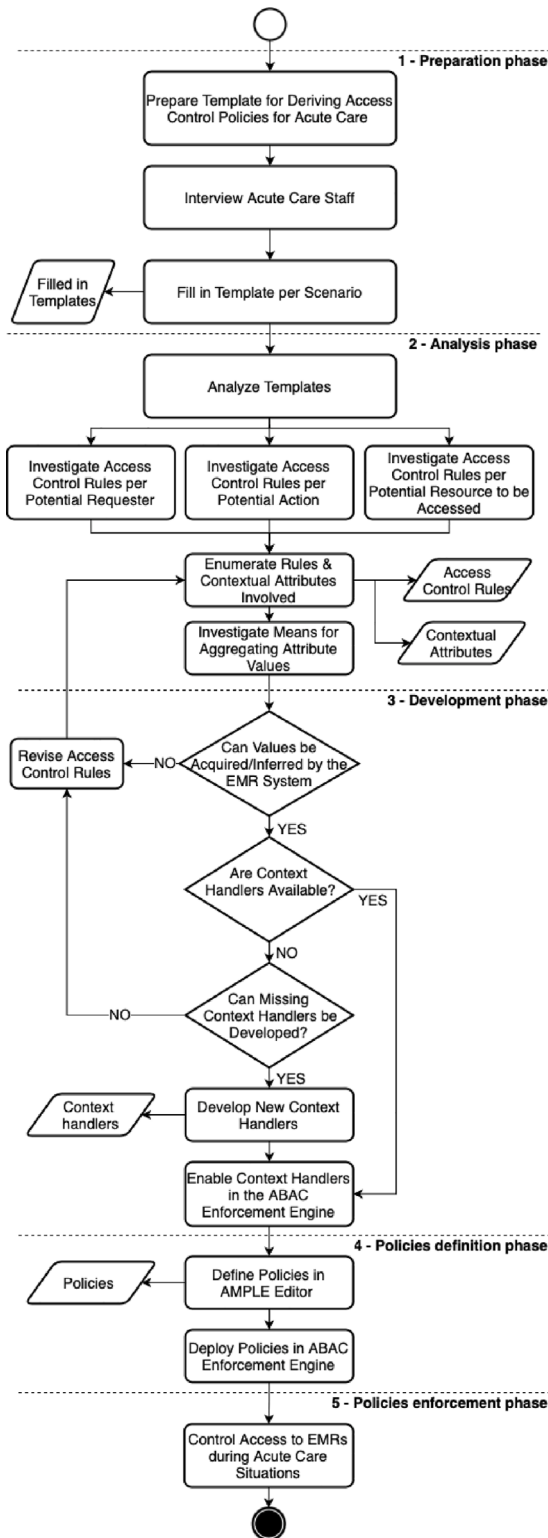 1 - Preparation phase
Prepare Template for Deriving Access
Control Policies for Acute Care
Interview Acute Care Staff
Filled in
Templates
Fill in Template per Scenario
2 - Analysis phase
Analyze Templates
Investigate Access
Control Rules per
Potential Requester
Investigate Access
Control Rules per
Potential Action
Investigate Access
Control Rules per
Potential Resource to be
Accessed
Enumerate Rules &
Contextual Attributes
Involved
Access
Control Rules
Contextual
Attributes
Investigate Means for
Aggregating Attribute
Values
3 - Development phase
Can Values be
Acquired/Inferred by the
EMR System
NO
Revise Access
Control Rules
YES
Are Context
Handlers Available?
YES
NO
Can Missing
Context Handlers be
Developed?
NO
YES
Context
handlers
Develop New Context
Handlers
Enable Context Handlers
in the ABAC
Enforcement Engine
4 - Policies definition phase
Policies
Define Policies in
AMPLE Editor
Deploy Policies in ABAC
Enforcement Engine
5 - Policies enforcement phase
Control Access to EMRs
during Acute Care
Situations